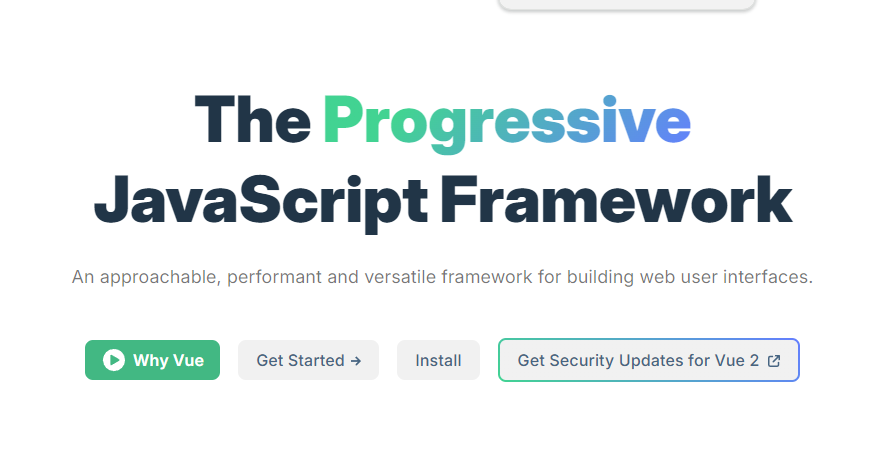 The Progressive
JavaScript Framework
An approachable, performant and versatile framework for building web user interfaces.
Why Vue
Get Started →
Install
Get Security Updates for Vue 2